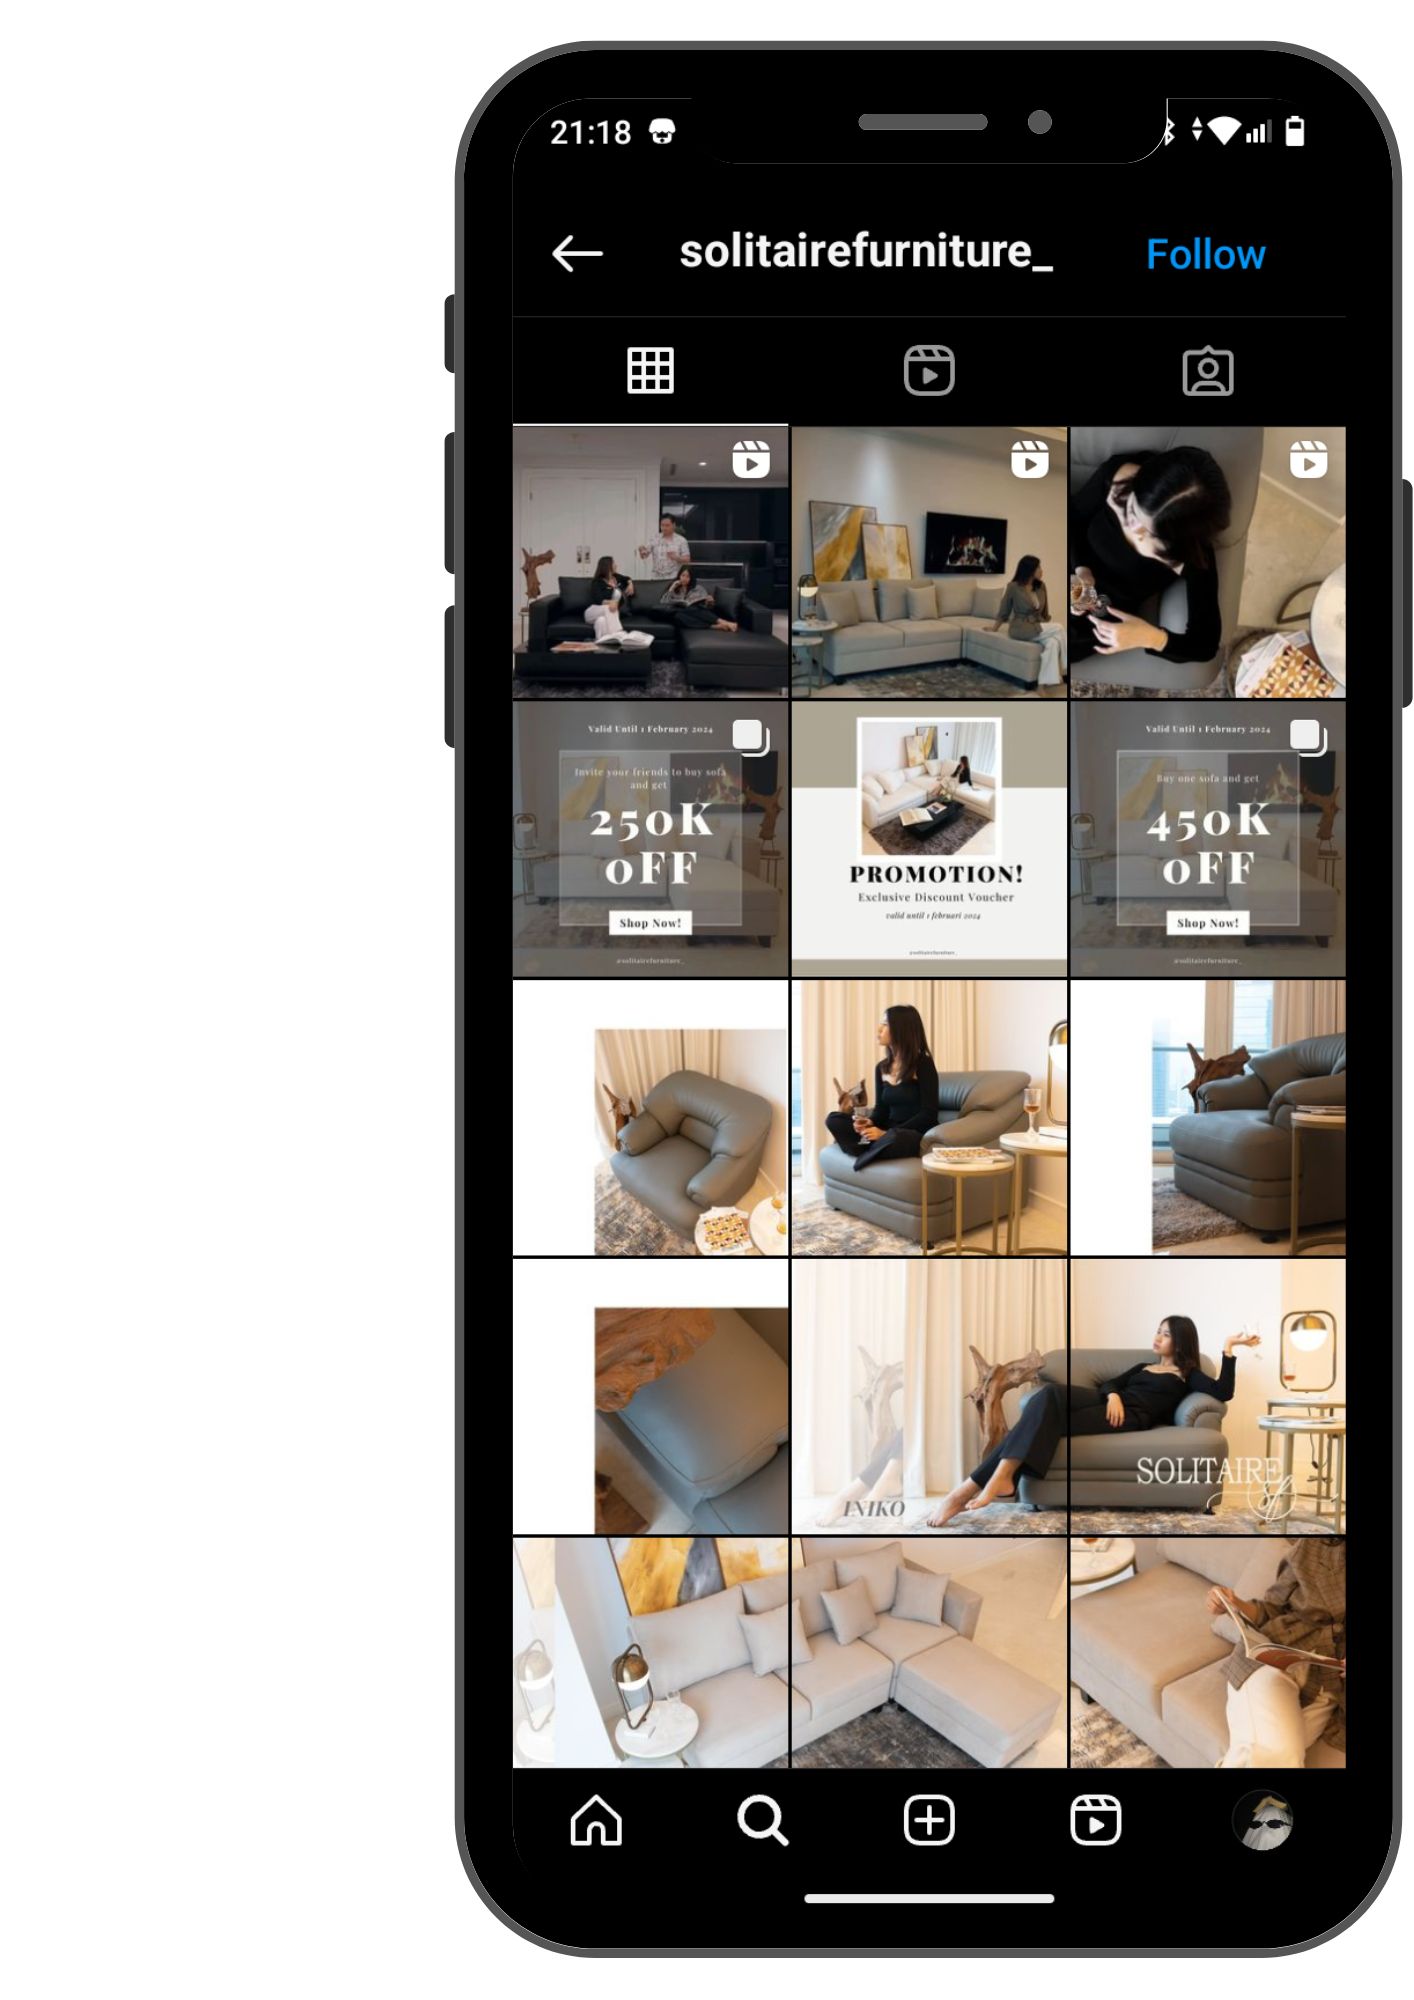 21:18
solitairefurniture_
Follow
Valid Until 1 February 2024
Invite your friends to buy sofa
and get
250K
OFF
Shop Now!
@solitairefurniture_
PROMOTION!
Exclusive Discount Voucher
valid until 1 februari 2024
@solitairefurniture_
Valid Until 1 February 2024
Buy one sofa and get
450K
OFF
Shop Now!
@solitairefurniture_
INIKO
SOLITAIRE
sf